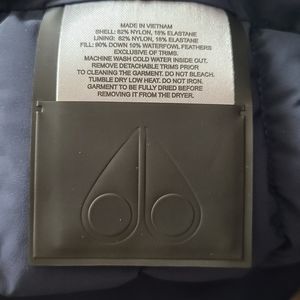 MADE IN VIETNAM
SHELL: 82% NYLON, 18% ELASTANE
LINING: 82% NYLON, 18% ELASTANE
FILL: 90% DOWN 10% WATERFOWL FEATHERS
EXCLUSIVE OF TRIMS.
MACHINE WASH COLD WATER INSIDE OUT.
REMOVE DETACHABLE TRIMS PRIOR
TO CLEANING THE GARMENT. DO NOT BLEACH.
TUMBLE DRY LOW HEAT. DO NOT IRON.
GARMENT TO BE FULLY DRIED BEFORE
REMOVING IT FROM THE DRYER.